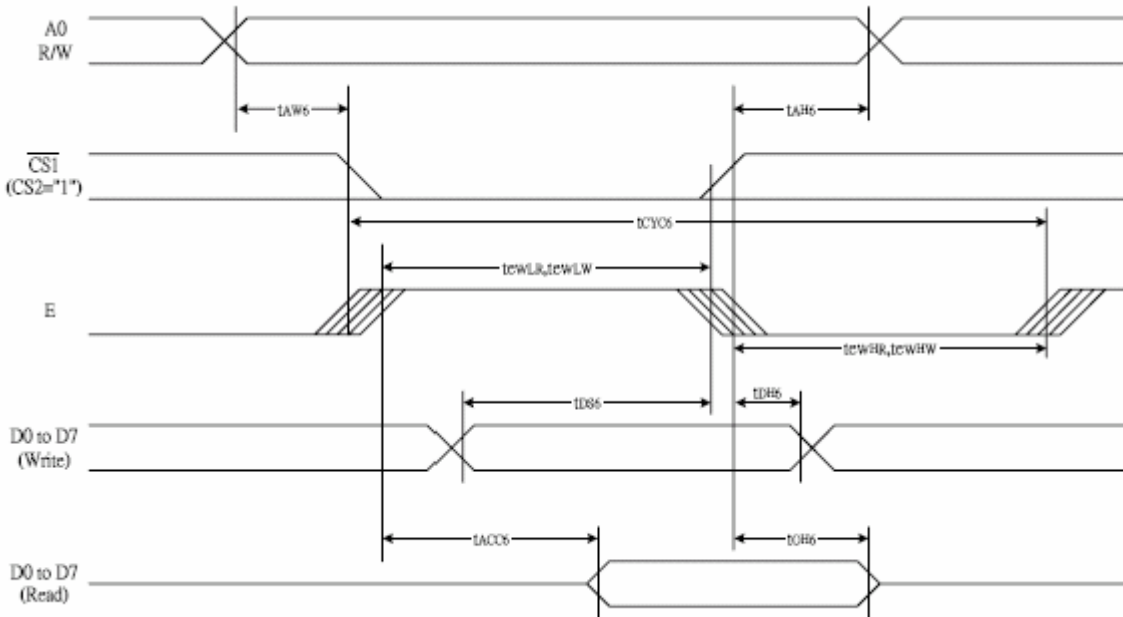 A0
R/W
tAW6
tAH6
CS1
(CS2="1")
tCYC6
tEWLR,tEWLW
E
tEWHR,tEWHW
tDS6
tDH6
D0 to D7
(Write)
tACC6
tOH6
D0 to D7
(Read)